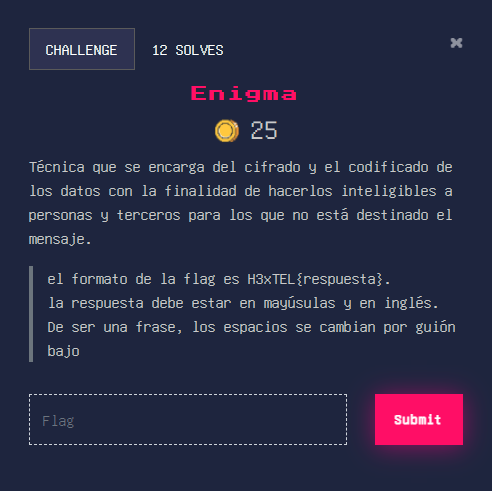 CHALLENGE
12 SOLVES
×
Enigma
25
Técnica que se encarga del cifrado y el codificado de
los datos con la finalidad de hacerlos inteligibles a
personas y terceros para los que no está destinado el
mensaje.
el formato de la flag es H3xTEL{respuesta}.
la respuesta debe estar en mayúsulas y en inglés.
De ser una frase, los espacios se cambian por guión
bajo
Flag
Submit